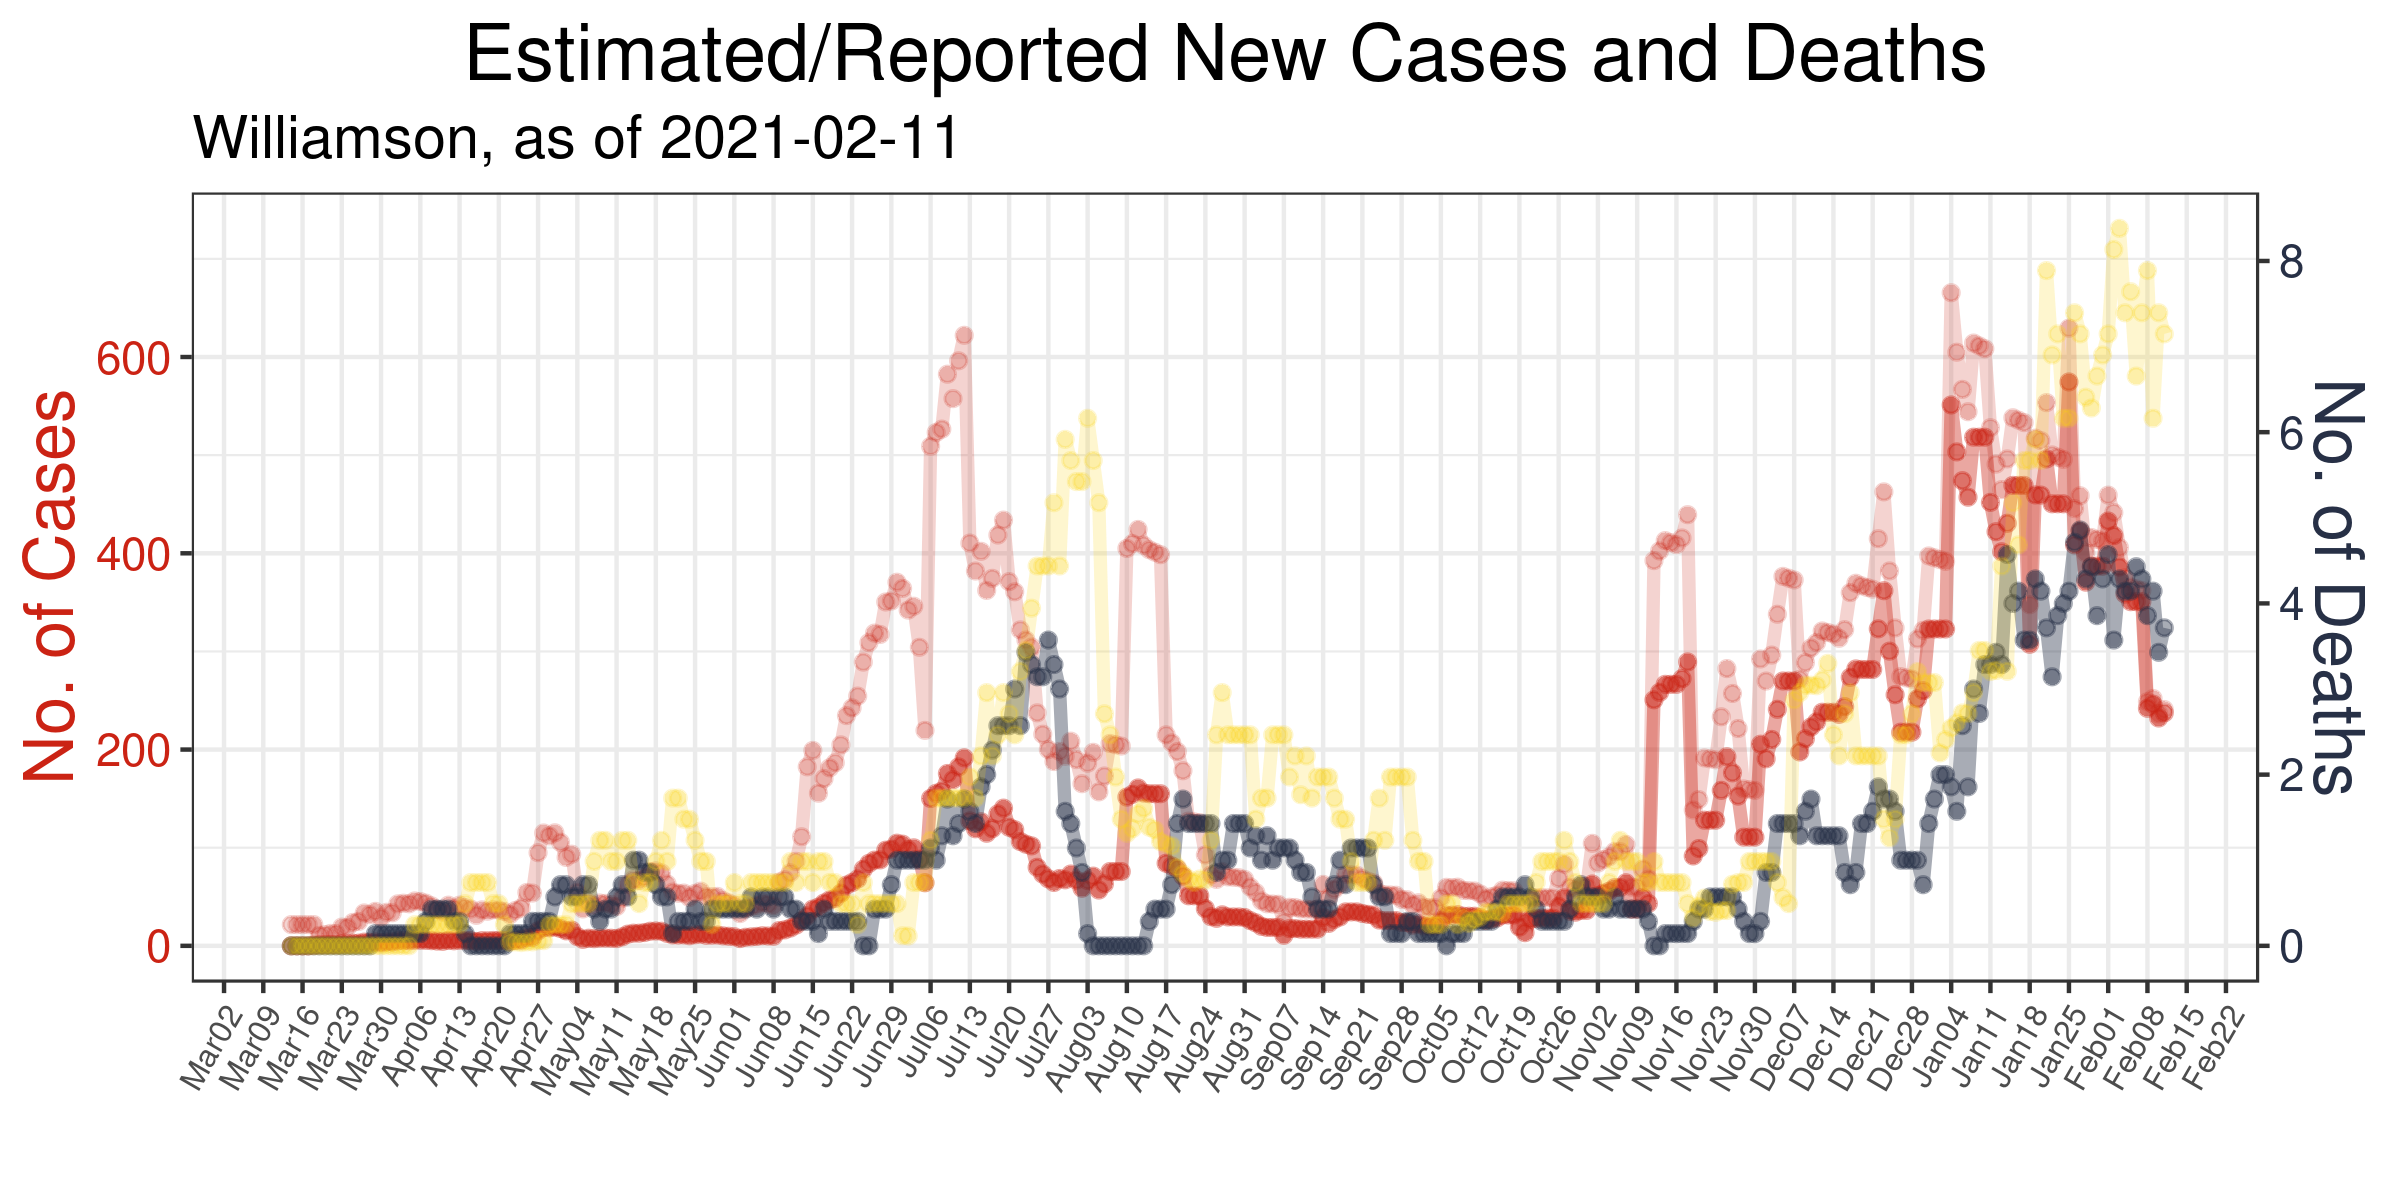 Estimated/Reported New Cases and Deaths
Williamson, as of 2021-02-11
No. of Cases
600
400
200
0
8
6
4
2
0
No. of Deaths
Mar02 Mar09 Mar16 Mar23 Mar30 Apr06 Apr13 Apr20 Apr27 May04 May11 May18 May25 Jun01 Jun08 Jun15 Jun22 Jun29 Jul06 Jul13 Jul20 Jul27 Aug03 Aug10 Aug17 Aug24 Aug31 Sep07 Sep14 Sep21 Sep28 Oct05 Oct12 Oct19 Oct26 Nov02 Nov09 Nov16 Nov23 Nov30 Dec07 Dec14 Dec21 Dec28 Jan04 Jan11 Jan18 Jan25 Feb01 Feb08 Feb15 Feb22